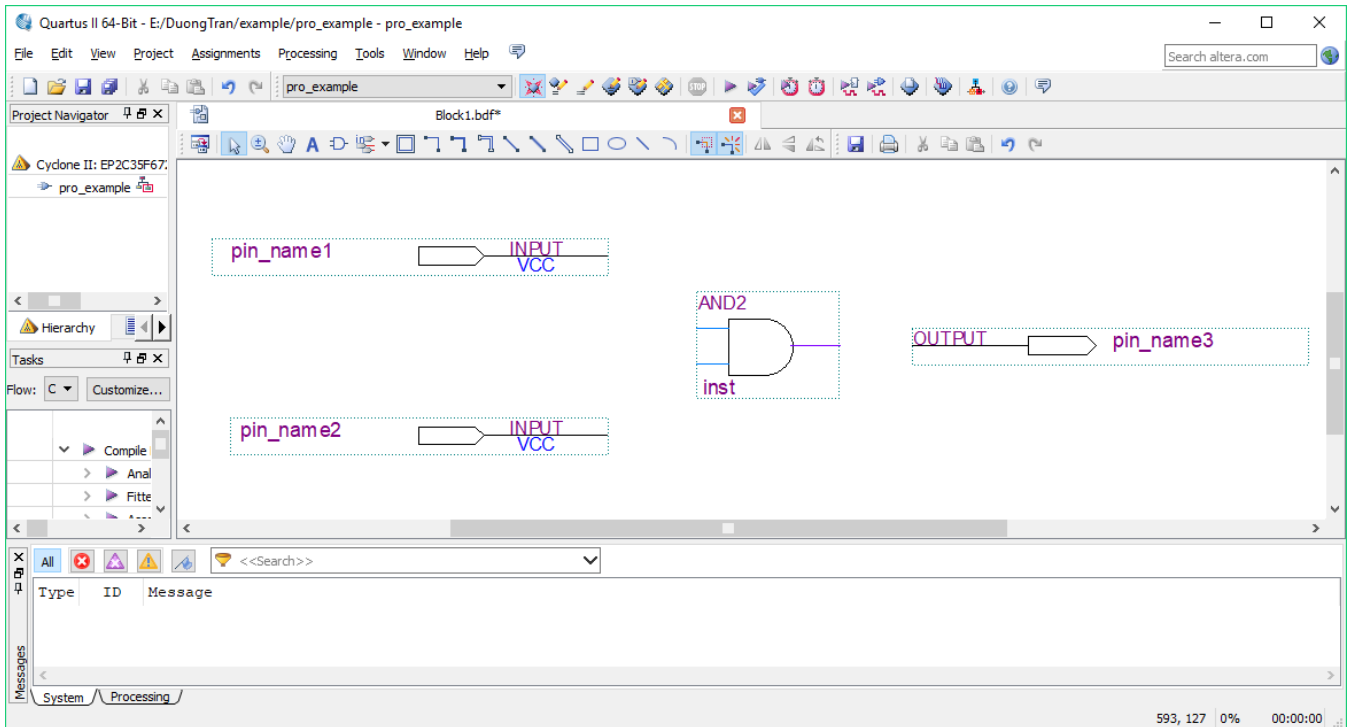 Quartus II 64-Bit - E:/DuongTran/example/pro_example - pro_example
File Edit View Project Assignments Processing Tools Window Help
Search altera.com
pro_example
Project Navigator
Block1.bdf*
Cyclone II: EP2C35F67
pro_example
pin_name1
INPUT
VCC
AND2
inst
OUTPUT
pin_name3
pin_name2
INPUT
VCC
Hierarchy
Tasks
Flow: C Customize...
Compile
Anal
Fitte
All <<Search>>
Type ID Message
Messages
System Processing
593, 127 0% 00:00:00